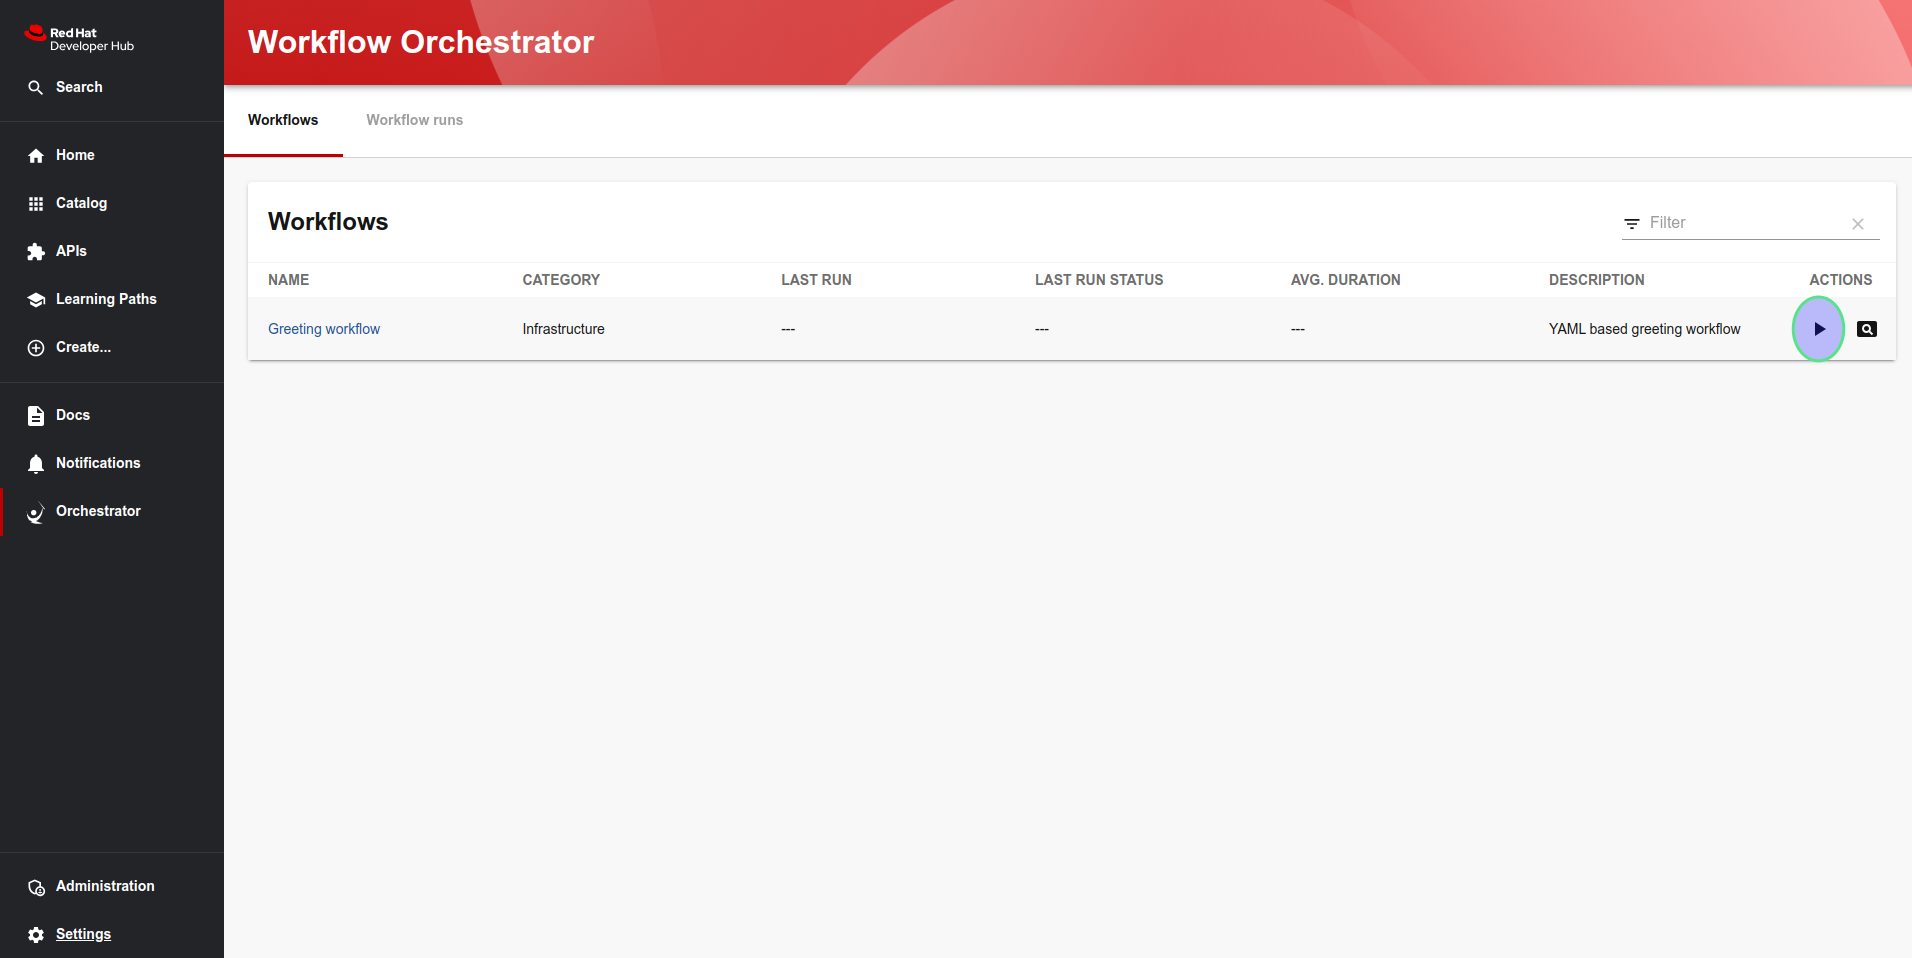 Red Hat
Developer Hub
Search
Home
Catalog
APIs
Learning Paths
Create...
Docs
Notifications
Orchestrator
Administration
Settings
Workflow Orchestrator
Workflows
Workflow runs
Workflows
Filter
NAME CATEGORY LAST RUN LAST RUN STATUS AVG. DURATION DESCRIPTION ACTIONS
Greeting workflow Infrastructure --- --- --- YAML based greeting workflow